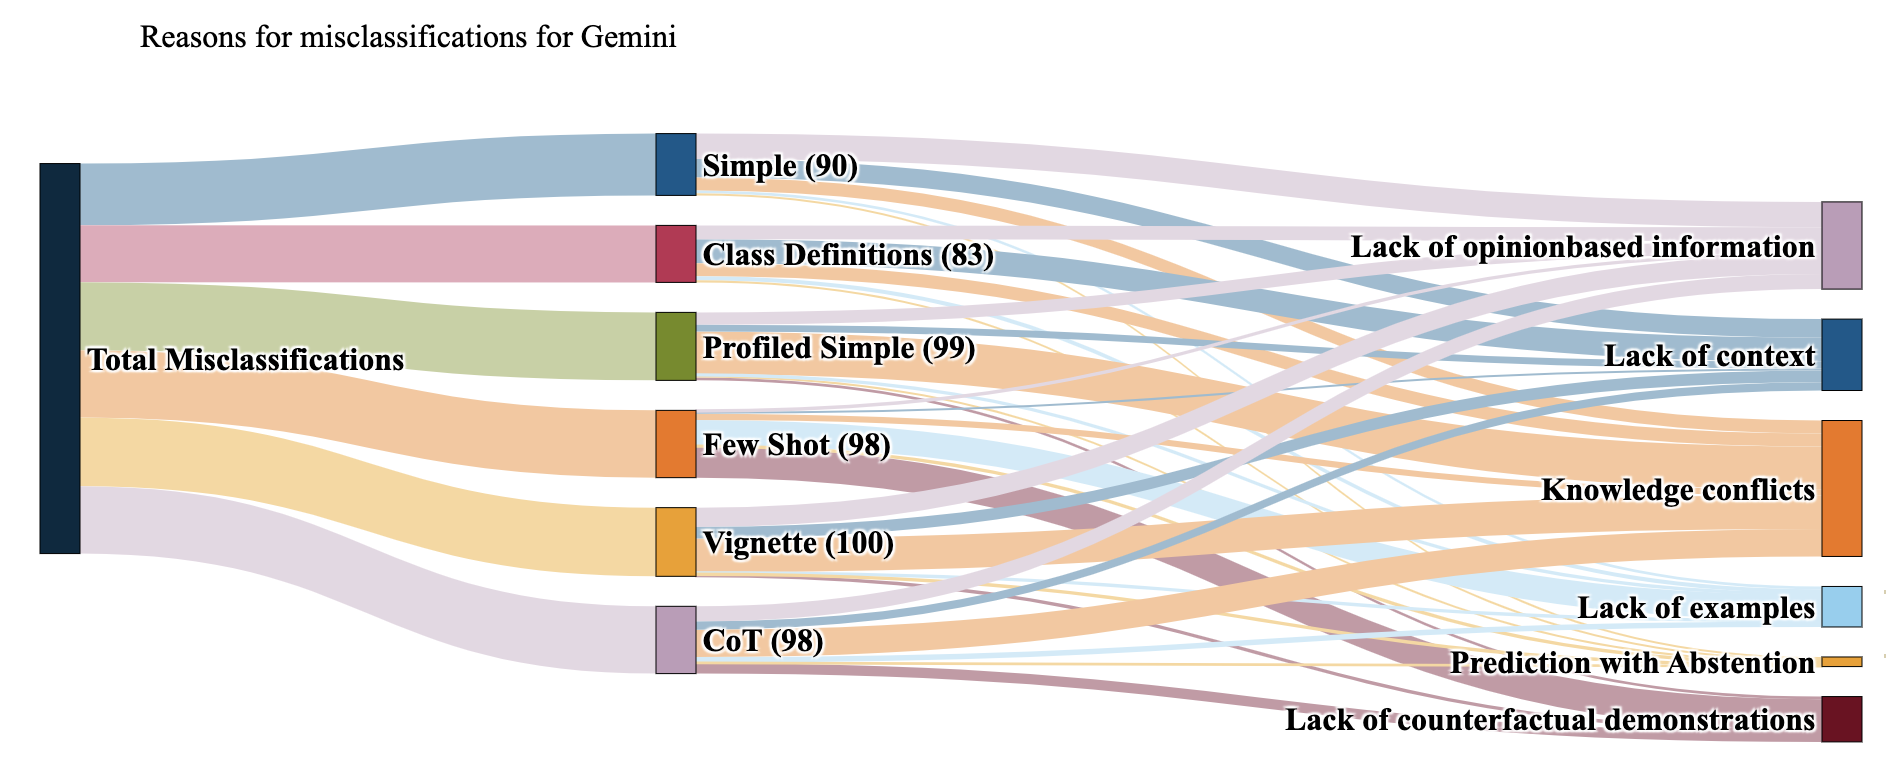 Reasons for misclassifications for Gemini
Total Misclassifications
Simple (90)
Class Definitions (83)
Profiled Simple (99)
Few Shot (98)
Vignette (100)
CoT (98)
Lack of opinionbased information
Lack of context
Knowledge conflicts
Lack of examples
Prediction with Abstention
Lack of counterfactual demonstrations